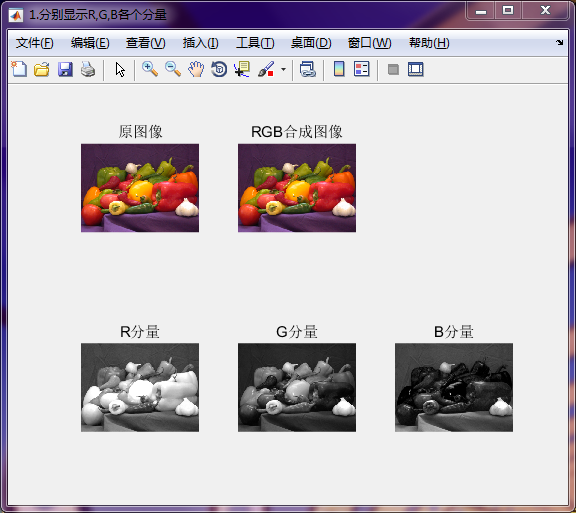 1.分别显示R,G,B各个分量
文件(F) 编辑(E) 查看(V) 插入(I) 工具(T) 桌面(D) 窗口(W) 帮助(H)
原图像 RGB合成图像
R分量 G分量 B分量